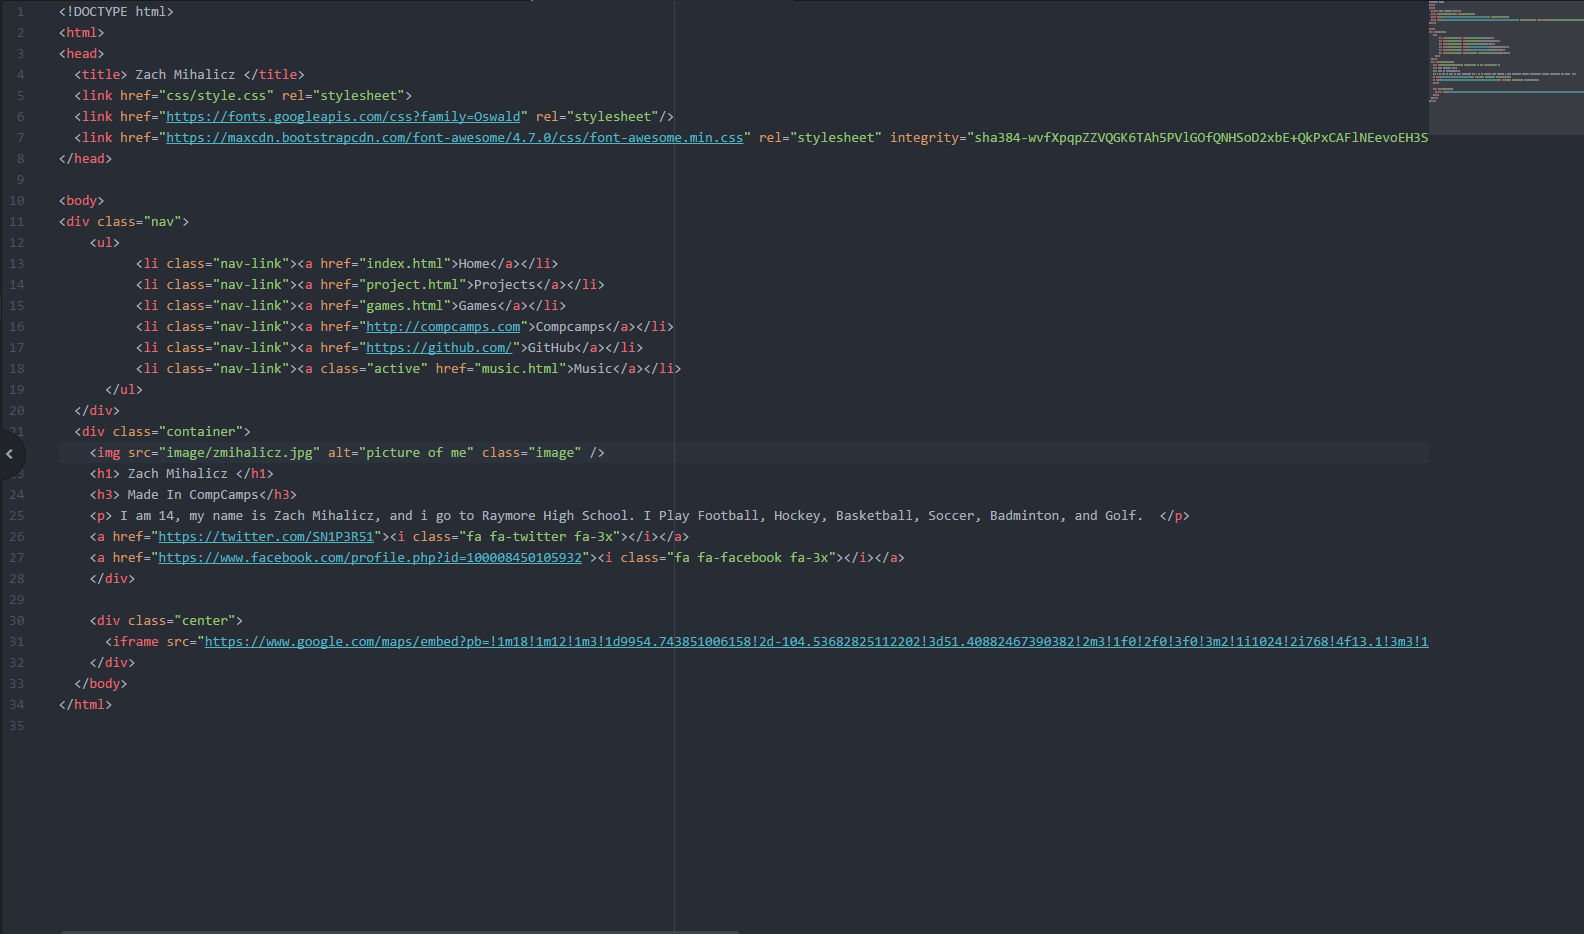 1 <!DOCTYPE html>
2 <html>
3 <head>
4 <title> Zach Mihalicz </title>
5 <link href="css/style.css" rel="stylesheet">
6 <link href="https://fonts.googleapis.com/css?family=Oswald" rel="stylesheet"/>
7 <link href="https://maxcdn.bootstrapcdn.com/font-awesome/4.7.0/css/font-awesome.min.css" rel="stylesheet" integrity="sha384-wvfXpqpZZVQGK6TAh5PVlGOfQNHSoD2xbE+QkPxCAFlNEevoEH3S
8 </head>
9
10 <body>
11 <div class="nav">
12 <ul>
13 <li class="nav-link"><a href="index.html">Home</a></li>
14 <li class="nav-link"><a href="project.html">Projects</a></li>
15 <li class="nav-link"><a href="games.html">Games</a></li>
16 <li class="nav-link"><a href="http://compcamps.com">Compcamps</a></li>
17 <li class="nav-link"><a href="https://github.com/">GitHub</a></li>
18 <li class="nav-link"><a class="active" href="music.html">Music</a></li>
19 </ul>
20 </div>
21 <div class="container">
<img src="image/zmihalicz.jpg" alt="picture of me" class="image" />
23 <h1> Zach Mihalicz </h1>
24 <h3> Made In CompCamps</h3>
25 <p> I am 14, my name is Zach Mihalicz, and i go to Raymore High School. I Play Football, Hockey, Basketball, Soccer, Badminton, and Golf.  </p>
26 <a href="https://twitter.com/SN1P3R51"><i class="fa fa-twitter fa-3x"></i></a>
27 <a href="https://www.facebook.com/profile.php?id=100008450105932"><i class="fa fa-facebook fa-3x"></i></a>
28 </div>
29
30 <div class="center">
31 <iframe src="https://www.google.com/maps/embed?pb=!1m18!1m12!1m3!1d9954.743851006158!2d-104.53682825112202!3d51.40882467390382!2m3!1f0!2f0!3f0!3m2!1i1024!2i768!4f13.1!3m3!1
32 </div>
33 </body>
34 </html>
35